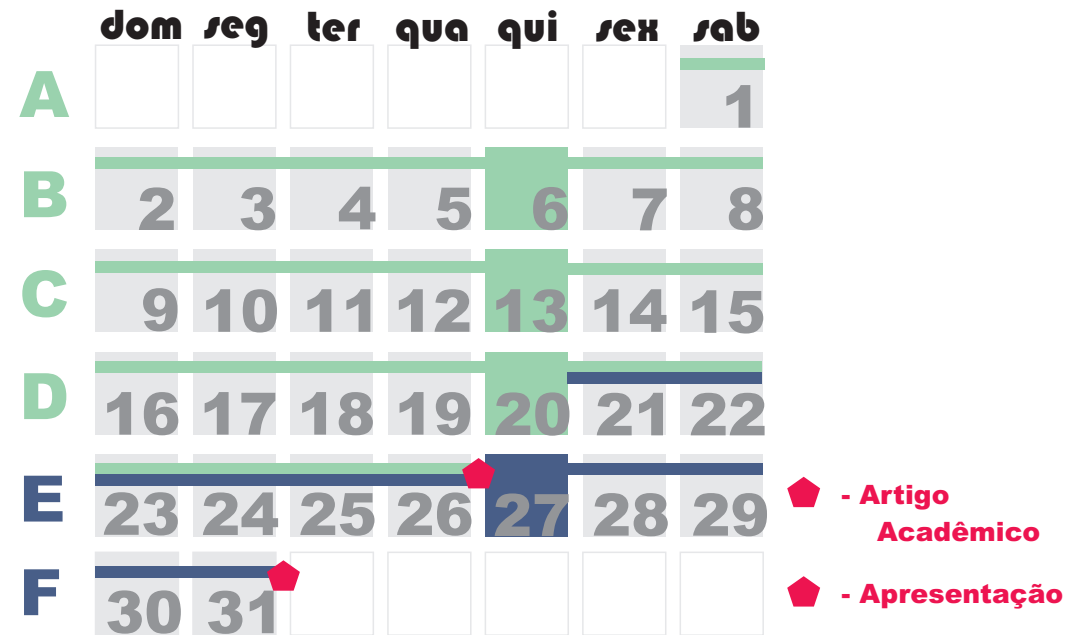 dom seg ter qua qui sex sab
A 1
B 2 3 4 5 6 7 8
C 9 10 11 12 13 14 15
D 16 17 18 19 20 21 22
E 23 24 25 26 27 28 29
- Artigo
Acadêmico
F 30 31
- Apresentação